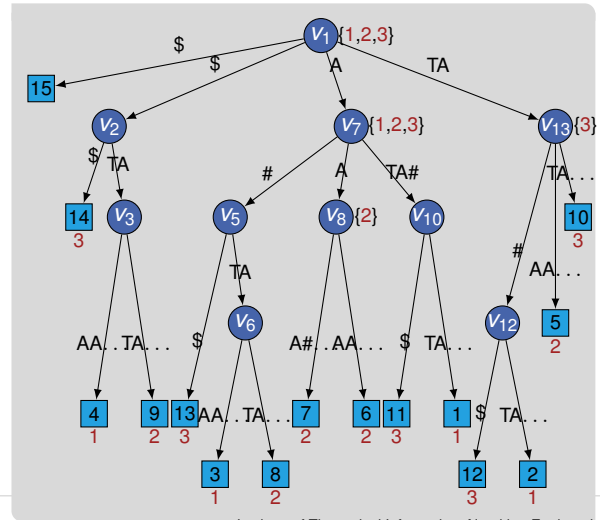 $ $ A TA
v1 {1,2,3}
15
v2 v7 {1,2,3} v13 {3}
$ TA # A TA# TA...
14 v3 v5 v8 {2} v10 10
3 3
TA # AA...
v6 v12 5
2
AA... TA... $ A#... AA... $ TA...
4 9 13 AA... TA... 7 6 11 1 $ TA...
1 2 3 2 2 3 1
3 8 12 2
1 2 3 1